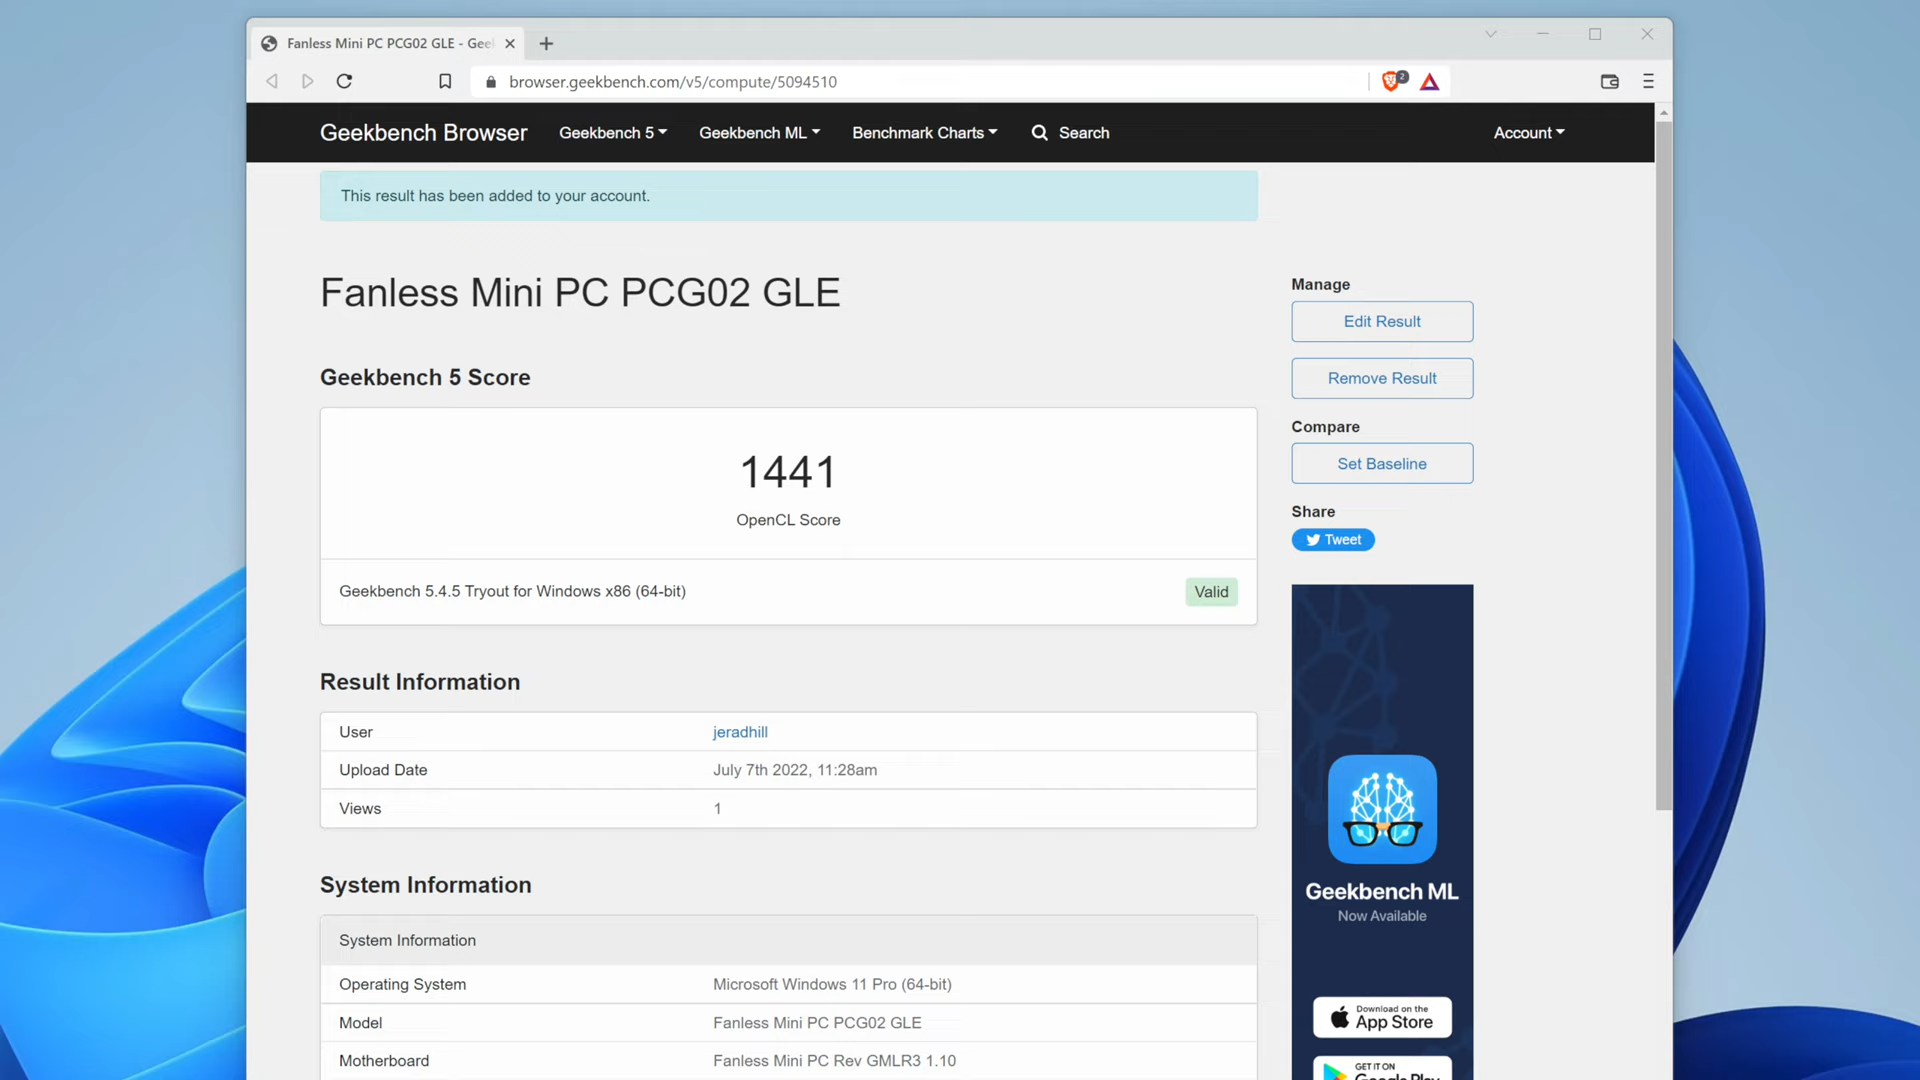 Fanless Mini PC PCG02 GLE - Geel
browser.geekbench.com/v5/compute/5094510
2
Geekbench Browser
Geekbench 5
Geekbench ML
Benchmark Charts
Search
Account
This result has been added to your account.
Fanless Mini PC PCG02 GLE
Geekbench 5 Score
1441
OpenCL Score
Geekbench 5.4.5 Tryout for Windows x86 (64-bit)
Valid
Result Information
User
jeradhill
Upload Date
July 7th 2022, 11:28am
Views
1
System Information
System Information
Operating System
Microsoft Windows 11 Pro (64-bit)
Model
Fanless Mini PC PCG02 GLE
Motherboard
Fanless Mini PC Rev GMLR3 1.10
Manage
Edit Result
Remove Result
Compare
Set Baseline
Share
Tweet
Geekbench ML
Now Available
Download on the
App Store
GET IT ON
Google Play